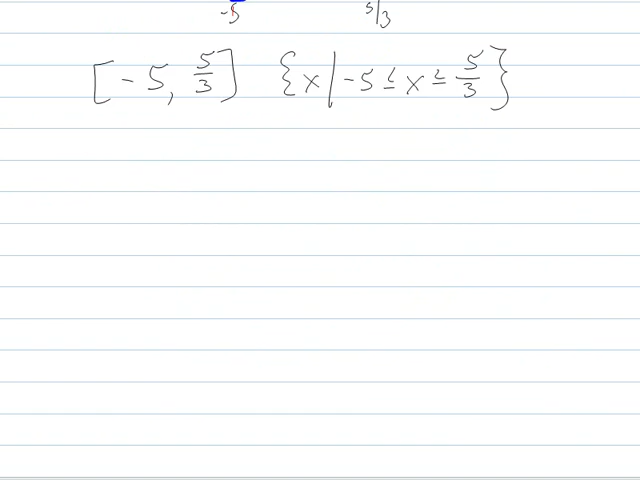 -5 5/3
[-5, 5/3] {x | -5 ≤ x ≤ 5/3}